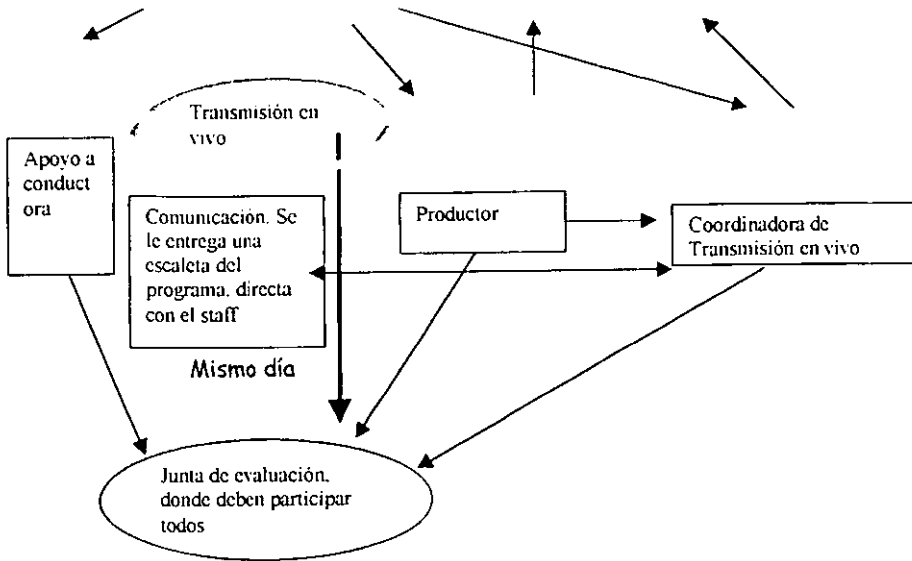 Transmisión en
vivo
Apoyo a
conduct
ora
Comunicación. Se
le entrega una
escaleta del
programa. directa
con el staff
Productor
Coordinadora de
Transmisión en vivo
Mismo día
Junta de evaluación.
donde deben participar
todos